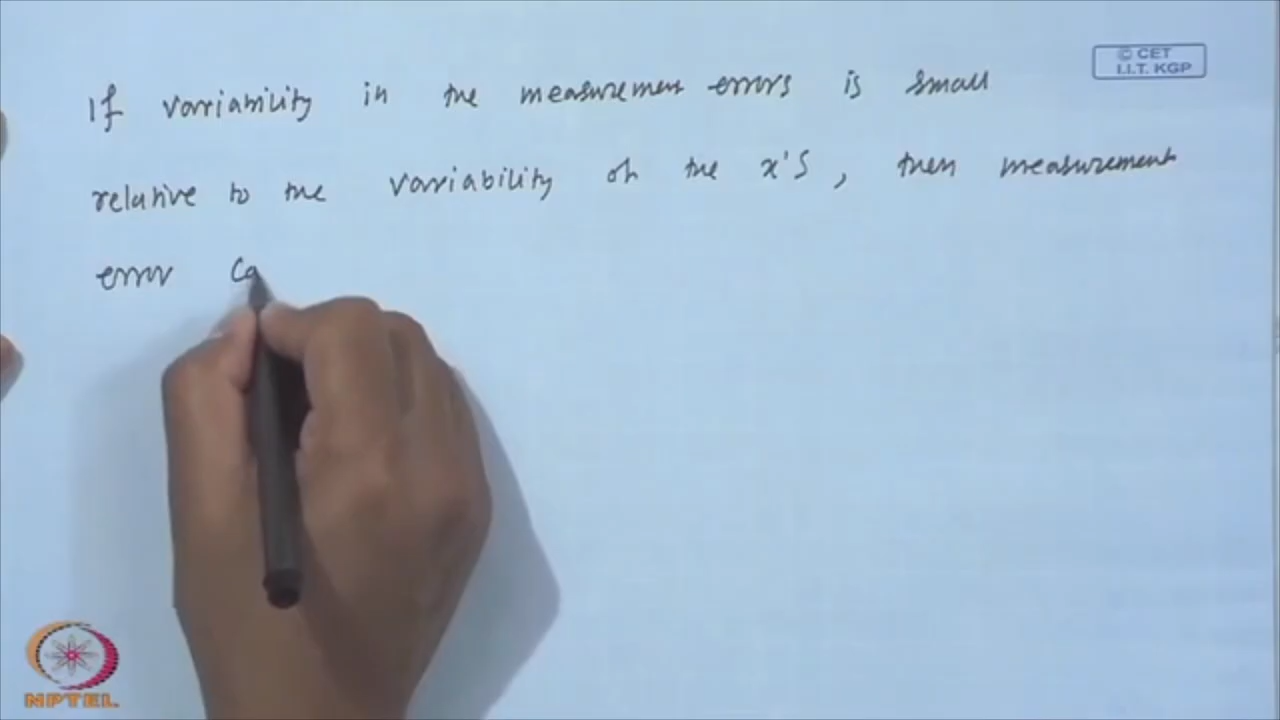 © CET
I.I.T. KGP
If variability in the measurement errors is small
relative to the variability of the x's, then measurement
error Ca
NPTEL